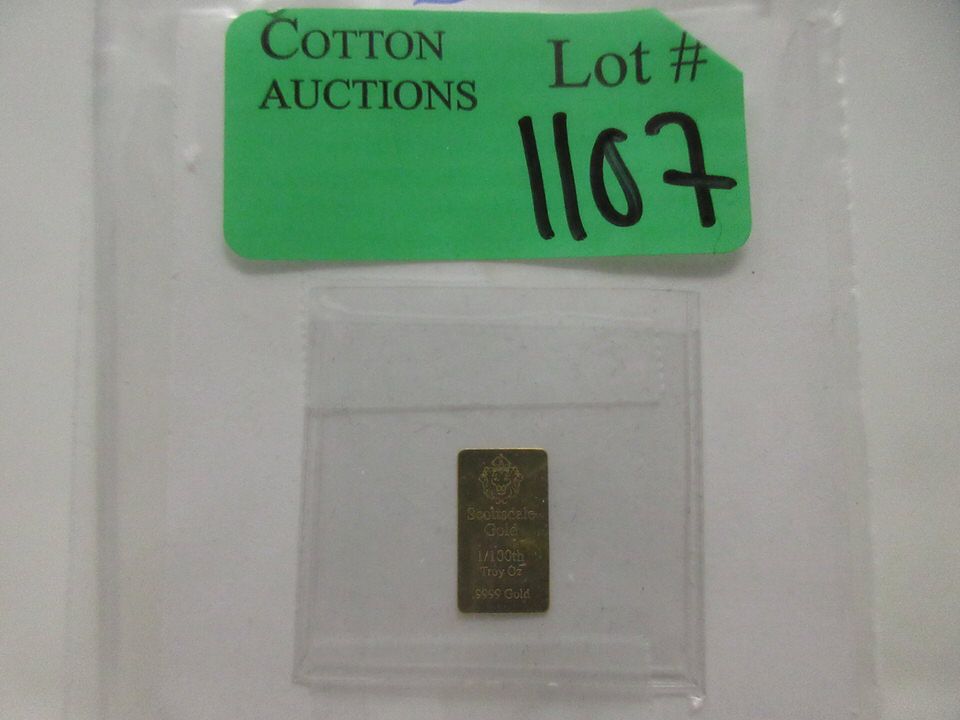 COTTON
AUCTIONS
Lot #
1107
Scottsdale
Gold
1/100th
Troy Oz
.9999 Gold